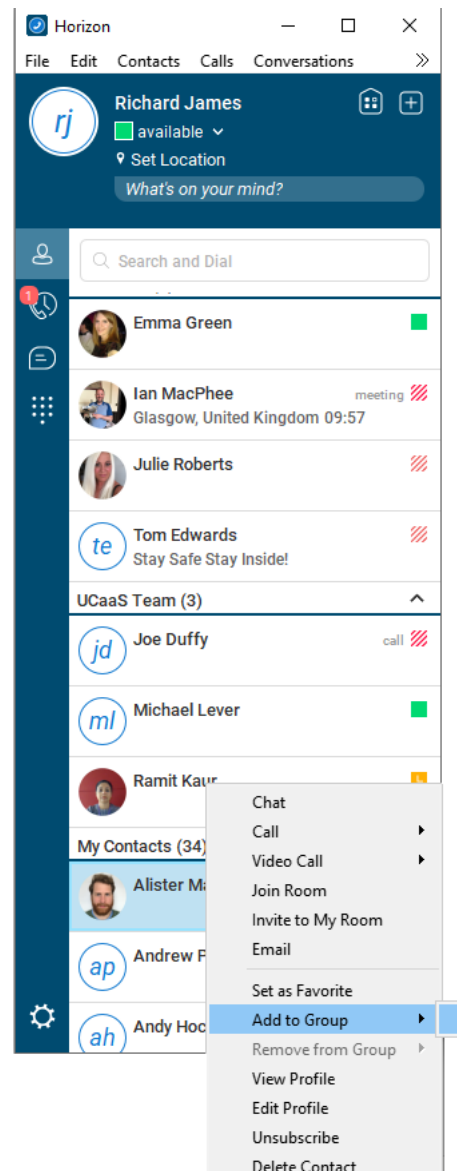 Horizon
File Edit Contacts Calls Conversations
rj
Richard James
available
Set Location
What's on your mind?
Search and Dial
1
Emma Green
Ian MacPhee
meeting
Glasgow, United Kingdom 09:57
Julie Roberts
te
Tom Edwards
Stay Safe Stay Inside!
UCaaS Team (3)
jd
Joe Duffy
call
ml
Michael Lever
Ramit Kaur
My Contacts (34)
Alister
ap
Andrew
ah
Andy
Chat
Call
Video Call
Join Room
Invite to My Room
Email
Set as Favorite
Add to Group
Remove from Group
View Profile
Edit Profile
Unsubscribe
Delete Contact